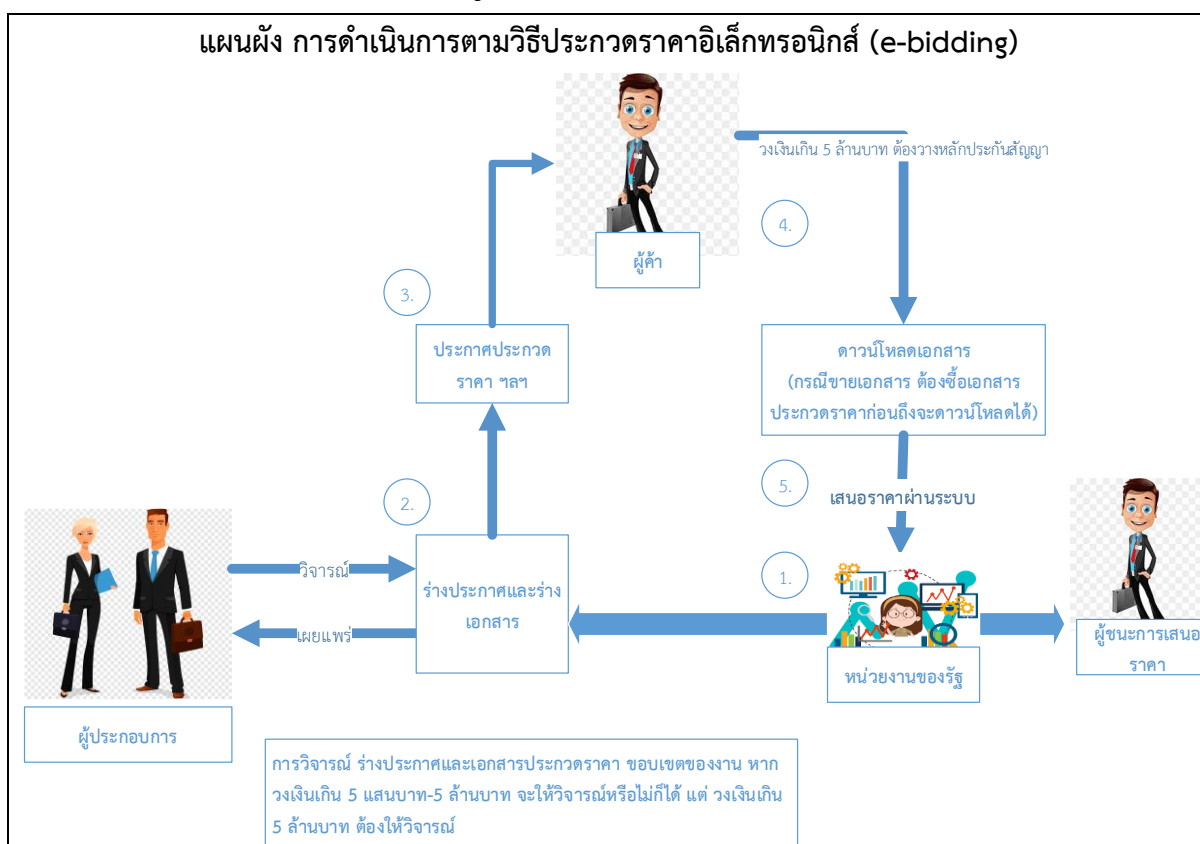 แผนผัง การดำเนินการตามวิธีประกวดราคาอิเล็กทรอนิกส์ (e-bidding)
วงเงินเกิน 5 ล้านบาท ต้องวางหลักประกันสัญญา
4.
ผู้ค้า
3.
ประกาศประกวด
ราคา ฯลฯ
ดาวน์โหลดเอกสาร
(กรณีขายเอกสาร ต้องซื้อเอกสาร
ประกวดราคาก่อนถึงจะดาวน์โหลดได้)
5.
เสนอราคาผ่านระบบ
2.
วิจารณ์
ร่างประกาศและร่าง
เอกสาร
เผยแพร่
1.
หน่วยงานของรัฐ
ผู้ชนะการเสนอ
ราคา
ผู้ประกอบการ
การวิจารณ์ ร่างประกาศและเอกสารประกวดราคา ขอบเขตของงาน หาก
วงเงินเกิน 5 แสนบาท-5 ล้านบาท จะให้วิจารณ์หรือไม่ก็ได้ แต่ วงเงินเกิน
5 ล้านบาท ต้องให้วิจารณ์